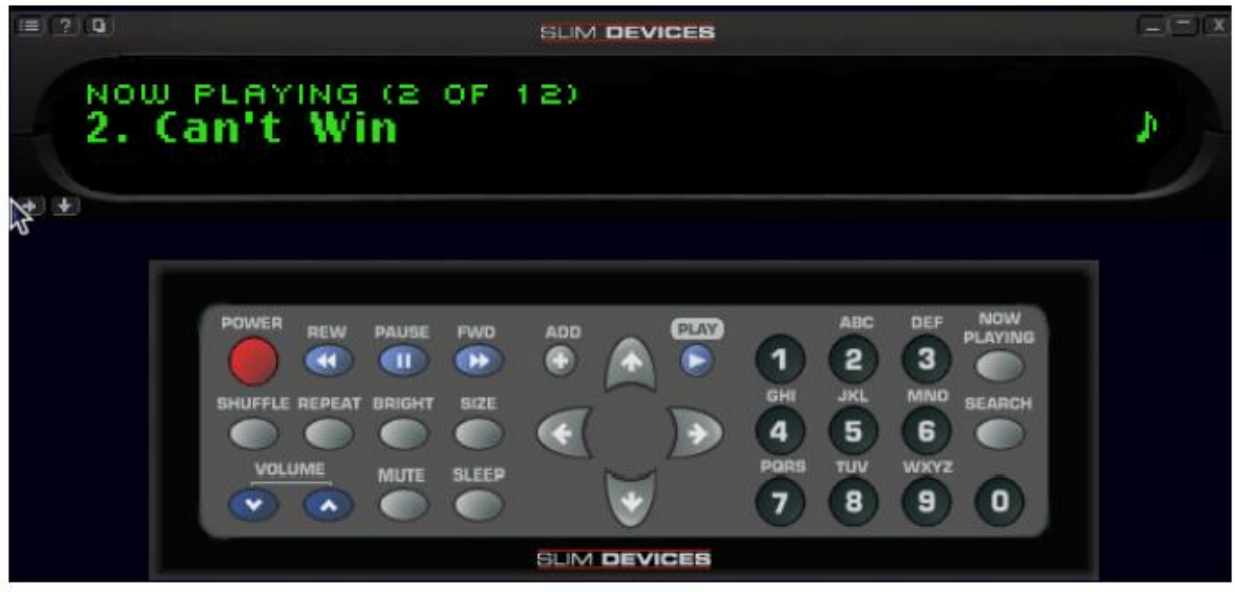 ? SLIM DEVICES X
NOW PLAYING (2 OF 12)
2. Can't Win
POWER REW PAUSE FWD ADD PLAY ABC DEF NOW PLAYING
1 2 3
SHUFFLE REPEAT BRIGHT SIZE GHI JKL MNO SEARCH
4 5 6
VOLUME MUTE SLEEP PQRS TUV WXYZ
7 8 9 0
SLIM DEVICES